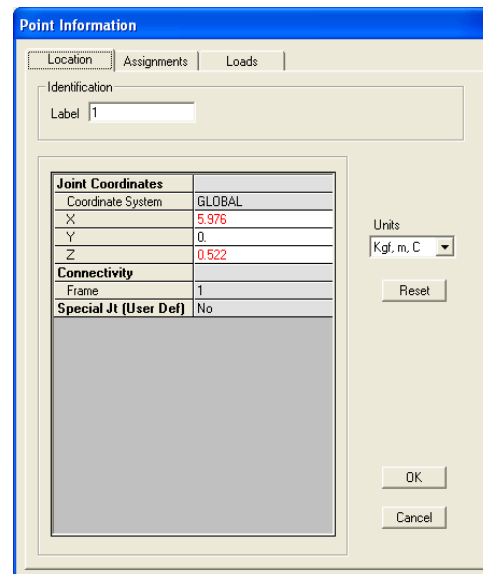 Point Information
Location Assignments Loads
Identification
Label 1
Joint Coordinates
Coordinate System GLOBAL
X 5.976
Y 0.
Z 0.522
Connectivity
Frame 1
Special Jt (User Def) No
Units
Kgf, m, C
Reset
OK
Cancel